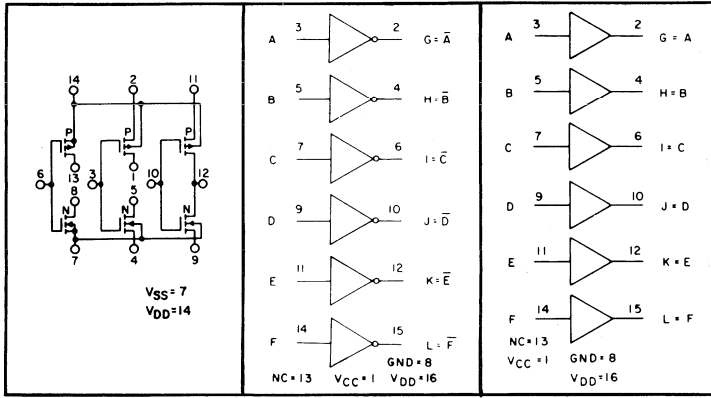 14 2 11
P P P
6 3 10
13 1 12
8 5
N N N
7 4 9
VSS=7
VDD=14
A 3 2 G = A̅
B 5 4 H = B̅
C 7 6 I = C̅
D 9 10 J = D̅
E 11 12 K = E̅
F 14 15 L = F̅
GND=8
NC=13 VCC=1 VDD=16
A 3 2 G = A
B 5 4 H = B
C 7 6 I = C
D 9 10 J = D
E 11 12 K = E
F 14 15 L = F
NC=13
VCC=1 GND=8
VDD=16